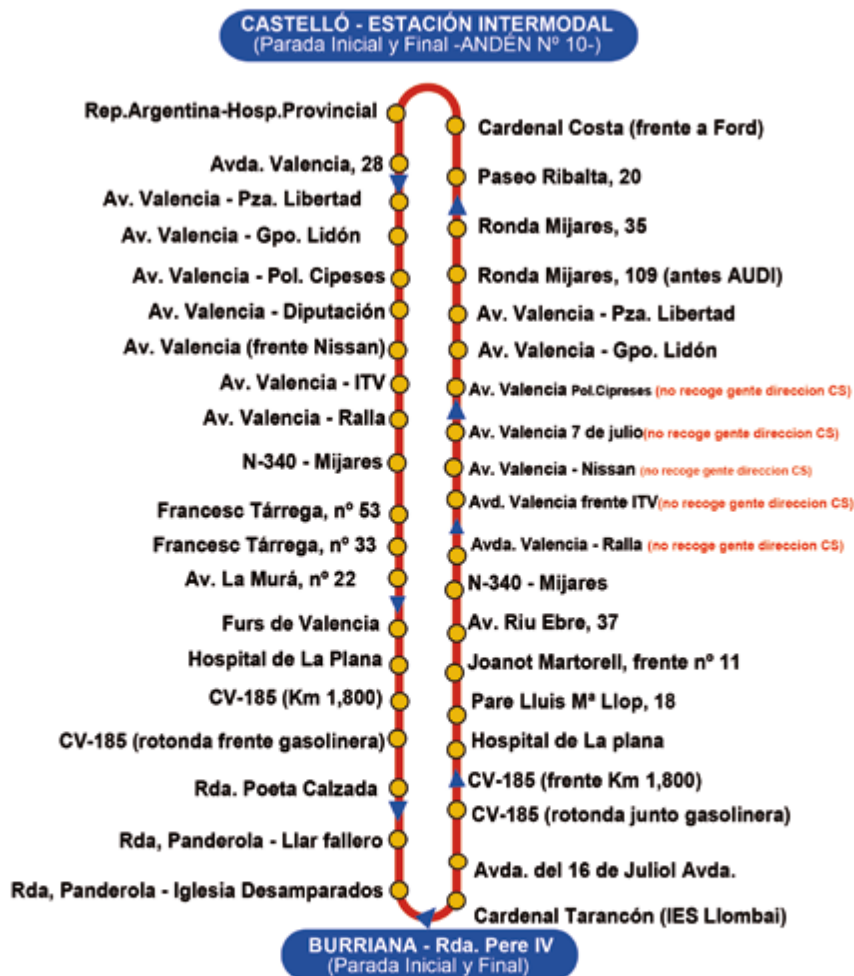 CASTELLÓ - ESTACIÓN INTERMODAL
(Parada Inicial y Final -ANDÉN Nº 10-)
Rep.Argentina-Hosp.Provincial
Avda. Valencia, 28
Av. Valencia - Pza. Libertad
Av. Valencia - Gpo. Lidón
Av. Valencia - Pol. Cipeses
Av. Valencia - Diputación
Av. Valencia (frente Nissan)
Av. Valencia - ITV
Av. Valencia - Ralla
N-340 - Mijares
Francesc Tárrega, nº 53
Francesc Tárrega, nº 33
Av. La Murá, nº 22
Furs de Valencia
Hospital de La Plana
CV-185 (Km 1,800)
CV-185 (rotonda frente gasolinera)
Rda. Poeta Calzada
Rda, Panderola - Llar fallero
Rda, Panderola - Iglesia Desamparados
Cardenal Costa (frente a Ford)
Paseo Ribalta, 20
Ronda Mijares, 35
Ronda Mijares, 109 (antes AUDI)
Av. Valencia - Pza. Libertad
Av. Valencia - Gpo. Lidón
Av. Valencia Pol.Cipreses (no recoge gente direccion CS)
Av. Valencia 7 de julio(no recoge gente direccion CS)
Av. Valencia - Nissan (no recoge gente direccion CS)
Avd. Valencia frente ITV(no recoge gente direccion CS)
Avda. Valencia - Ralla (no recoge gente direccion CS)
N-340 - Mijares
Av. Riu Ebre, 37
Joanot Martorell, frente nº 11
Pare Lluis Mª Llop, 18
Hospital de La plana
CV-185 (frente Km 1,800)
CV-185 (rotonda junto gasolinera)
Avda. del 16 de Juliol Avda.
Cardenal Tarancón (IES Llombai)
BURRIANA - Rda. Pere IV
(Parada Inicial y Final)